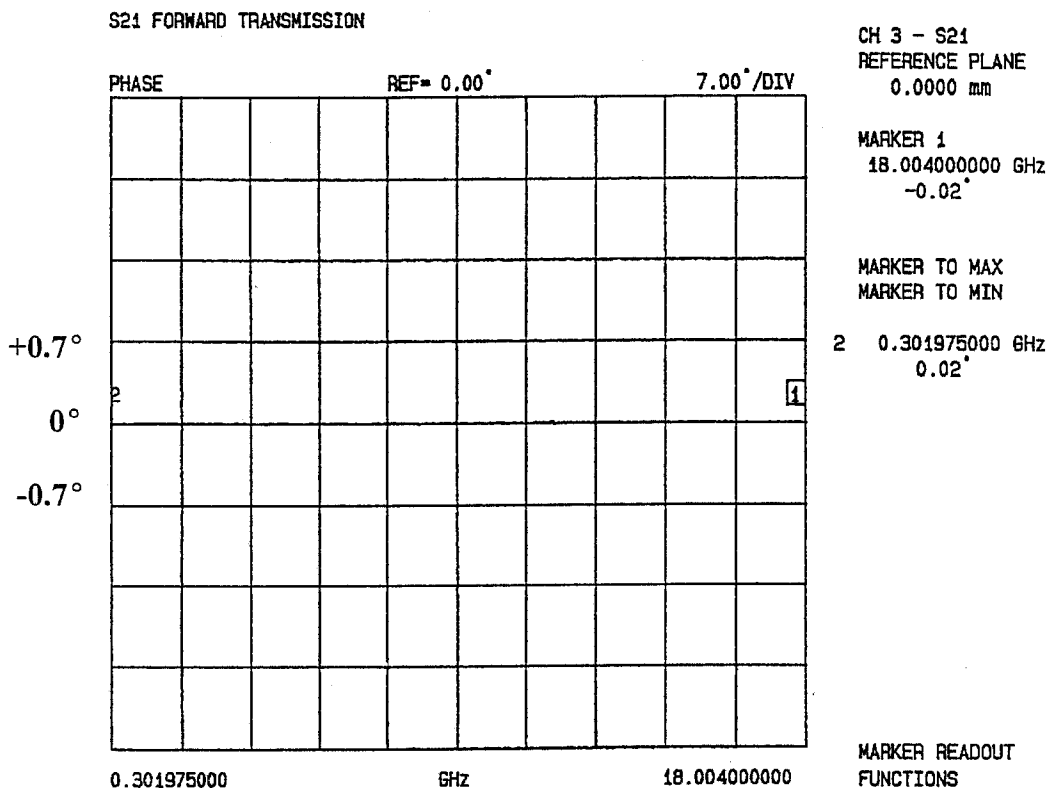 S21 FORWARD TRANSMISSION
PHASE REF= 0.00° 7.00°/DIV
+0.7°
2
0°
-0.7°
1
0.301975000 GHz 18.004000000
CH 3 - S21
REFERENCE PLANE
0.0000 mm
MARKER 1
18.004000000 GHz
-0.02°
MARKER TO MAX
MARKER TO MIN
2 0.301975000 GHz
0.02°
MARKER READOUT
FUNCTIONS